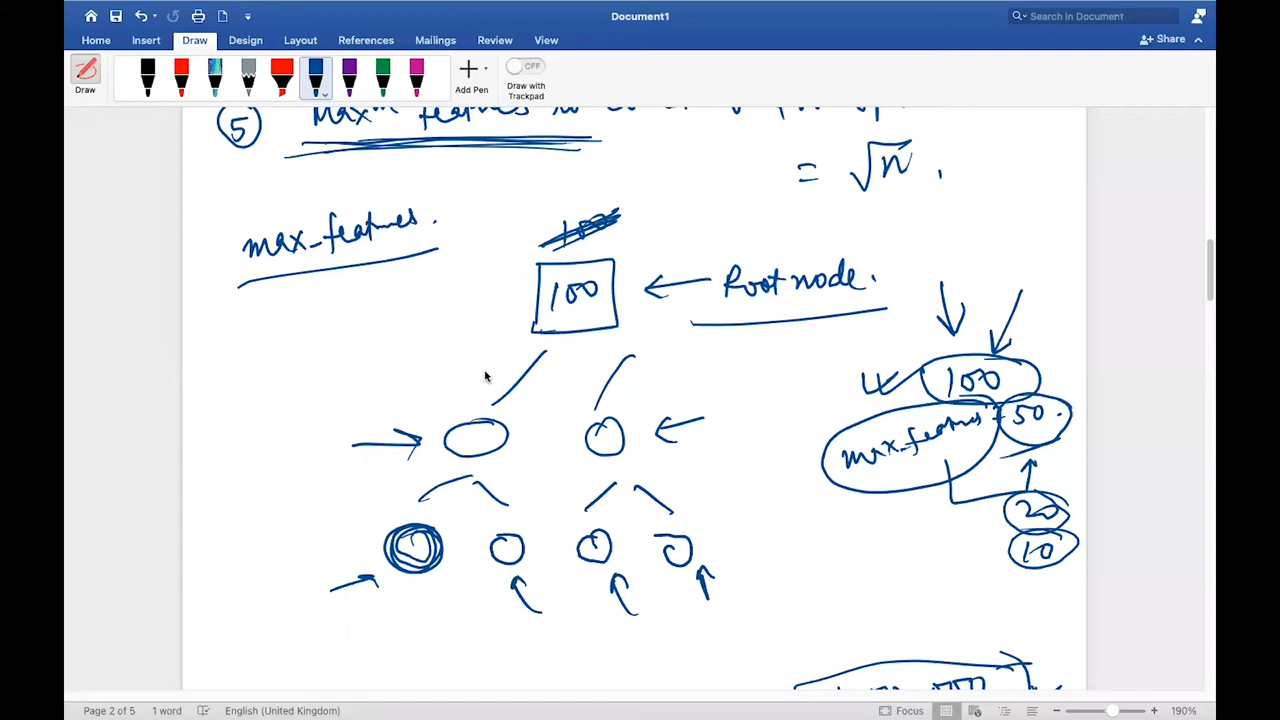 Document1
Search in Document
Home Insert Draw Design Layout References Mailings Review View
Share
Draw
Add Pen
OFF
Draw with Trackpad
5 Maxm features
= √n .
max_features.
100
100 ← Root node.
100
max_features = 50.
20
10
Page 2 of 5 1 word English (United Kingdom) Focus 190%